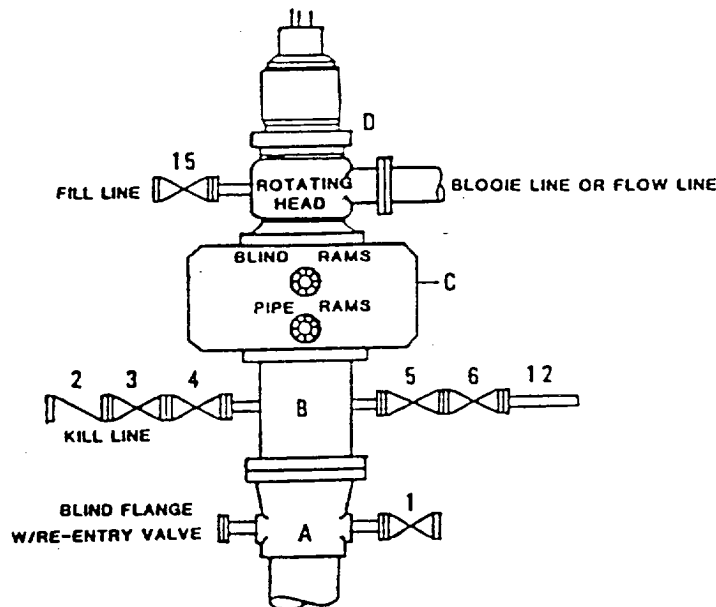 D
15
FILL LINE
ROTATING
HEAD
BLOOIE LINE OR FLOW LINE
BLIND RAMS
C
PIPE RAMS
2 3 4
5 6 12
B
KILL LINE
BLIND FLANGE
W/RE-ENTRY VALVE
A
1